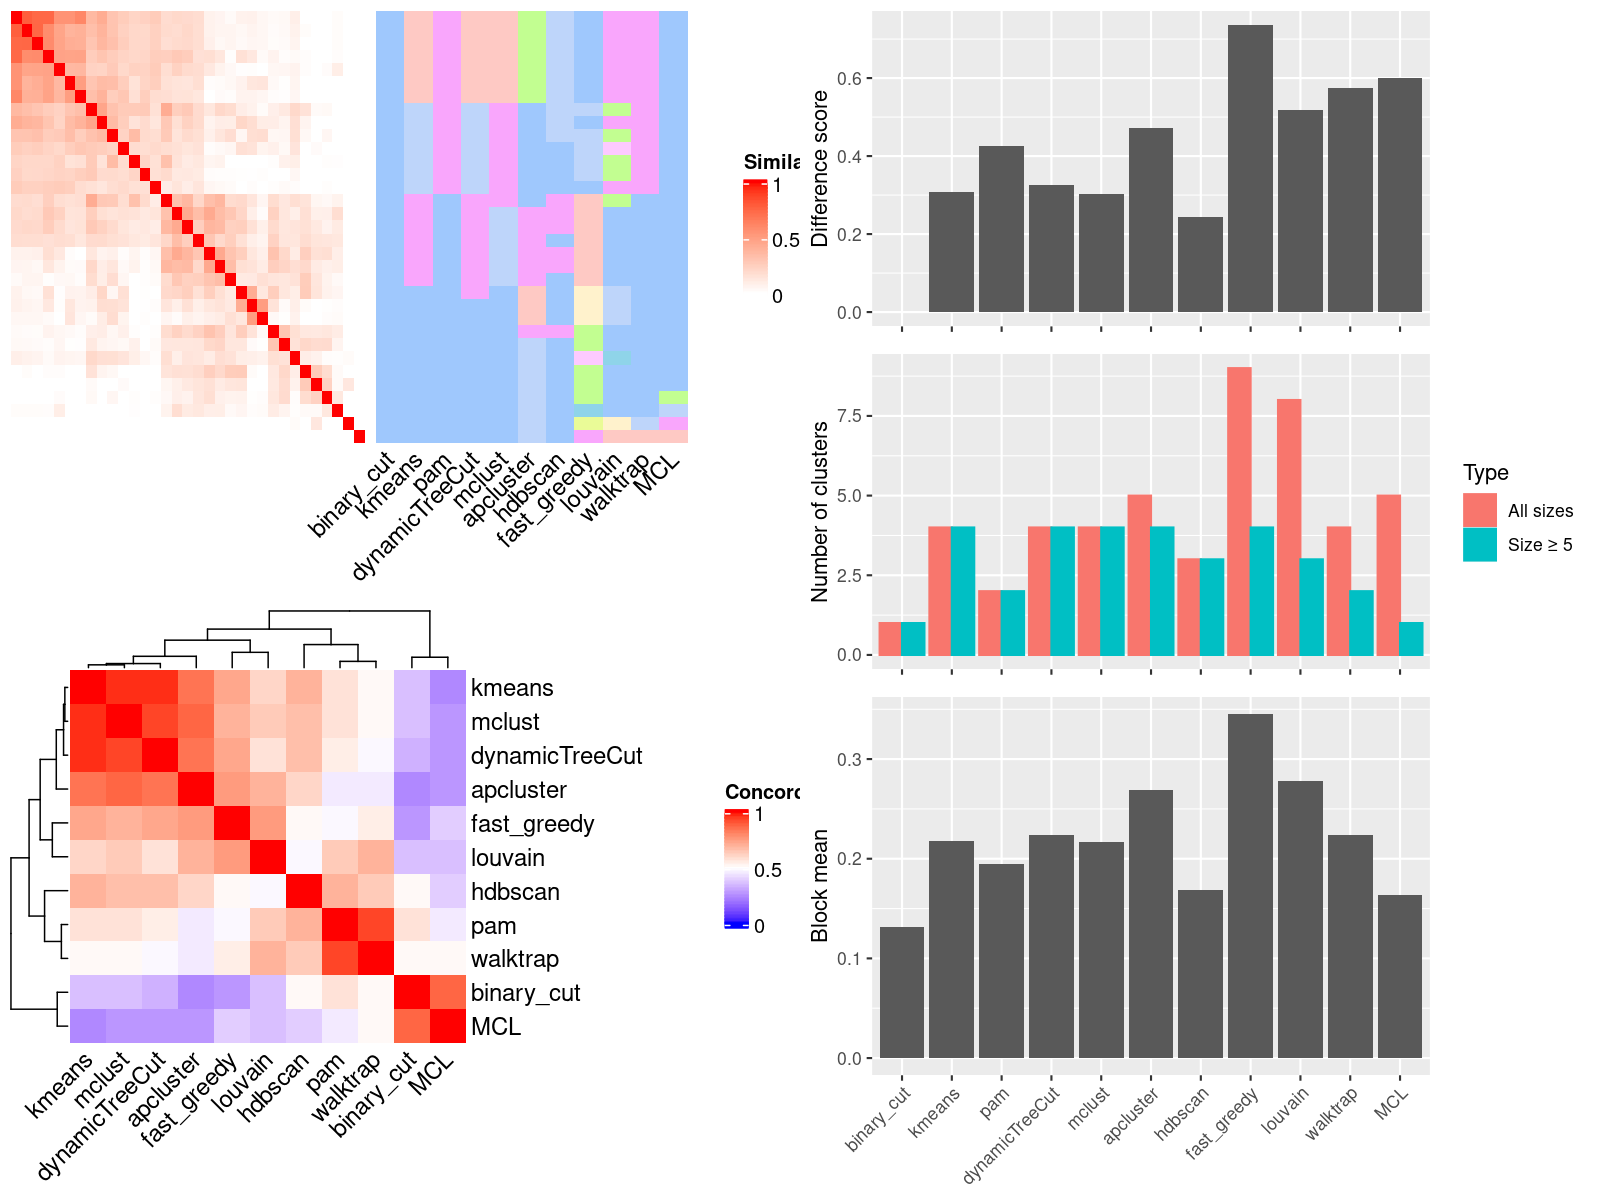 Simila
1
0.5
0
binary_cut
kmeans
pam
dynamicTreeCut
mclust
apcluster
hdbscan
fast_greedy
louvain
walktrap
MCL
kmeans
mclust
dynamicTreeCut
apcluster
fast_greedy
louvain
hdbscan
pam
walktrap
binary_cut
MCL
kmeans
mclust
dynamicTreeCut
apcluster
fast_greedy
louvain
hdbscan
pam
walktrap
binary_cut
MCL
Concord
1
0.5
0
Difference score
0.6
0.4
0.2
0.0
Number of clusters
7.5
5.0
2.5
0.0
Type
All sizes
Size ≥ 5
Block mean
0.3
0.2
0.1
0.0
binary_cut
kmeans
pam
dynamicTreeCut
mclust
apcluster
hdbscan
fast_greedy
louvain
walktrap
MCL